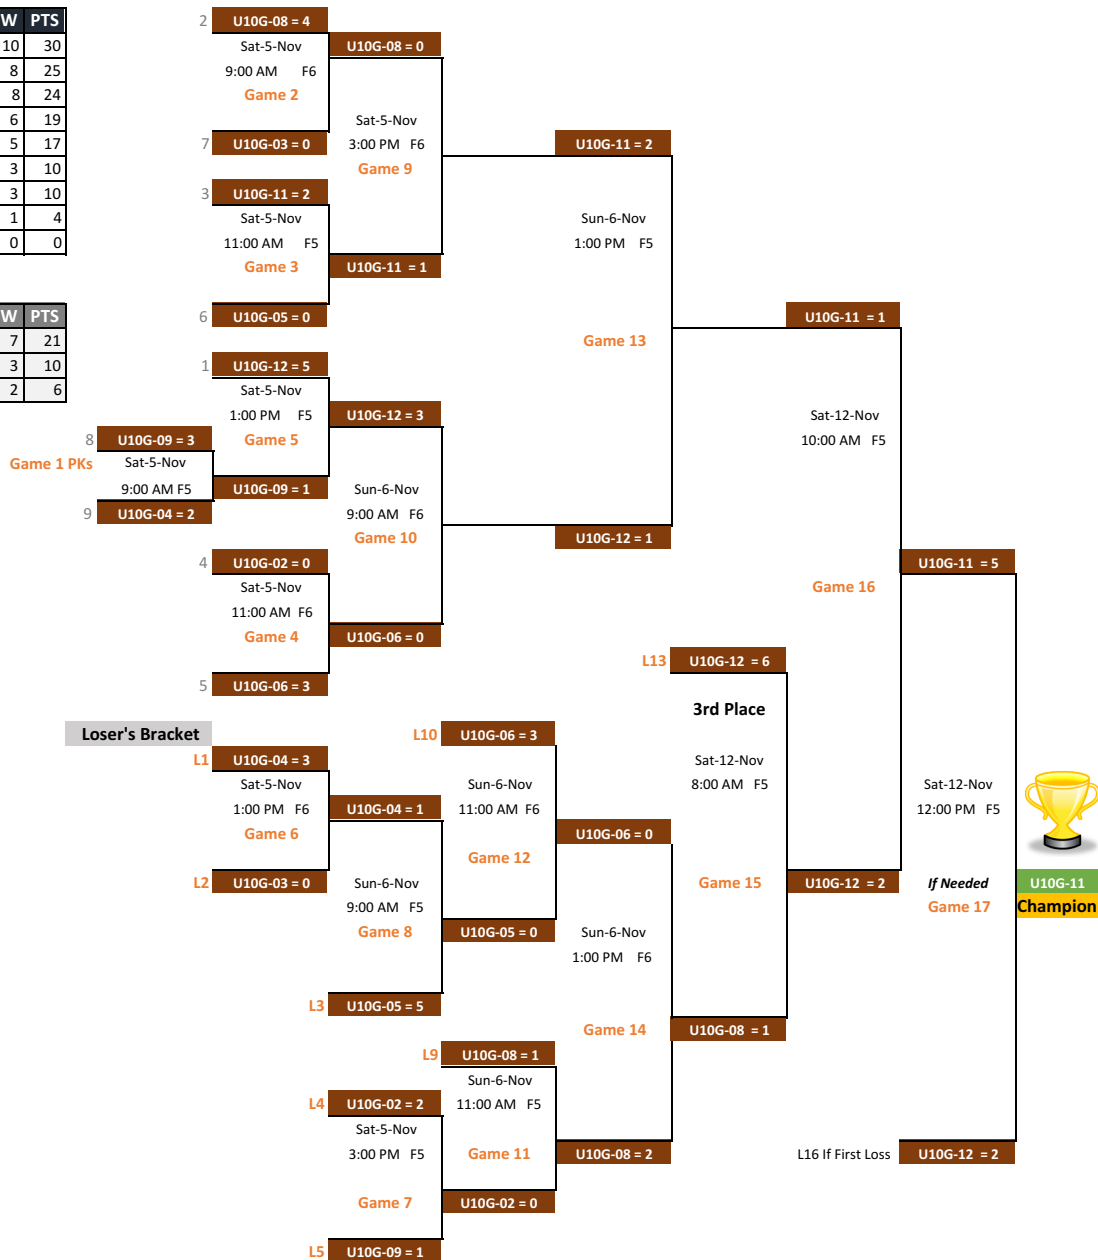 W PTS
10 30
8 25
8 24
6 19
5 17
3 10
3 10
1 4
0 0
W PTS
7 21
3 10
2 6
2 U10G-08 = 4
Sat-5-Nov
9:00 AM F6
Game 2
7 U10G-03 = 0
3 U10G-11 = 2
Sat-5-Nov
11:00 AM F5
Game 3
6 U10G-05 = 0
1 U10G-12 = 5
Sat-5-Nov
1:00 PM F5
Game 5
8 U10G-09 = 3
Game 1 PKs Sat-5-Nov
9:00 AM F5
9 U10G-04 = 2
U10G-09 = 1
4 U10G-02 = 0
Sat-5-Nov
11:00 AM F6
Game 4
5 U10G-06 = 3
U10G-08 = 0
Sat-5-Nov
3:00 PM F6
Game 9
U10G-11 = 1
U10G-12 = 3
Sun-6-Nov
9:00 AM F6
Game 10
U10G-06 = 0
U10G-11 = 2
Sun-6-Nov
1:00 PM F5
Game 13
U10G-12 = 1
U10G-11 = 1
Sat-12-Nov
10:00 AM F5
Game 16
U10G-12 = 2
Loser's Bracket
L1 U10G-04 = 3
Sat-5-Nov
1:00 PM F6
Game 6
L2 U10G-03 = 0
U10G-04 = 1
Sun-6-Nov
9:00 AM F5
Game 8
L3 U10G-05 = 5
L4 U10G-02 = 2
Sat-5-Nov
3:00 PM F5
Game 7
L5 U10G-09 = 1
L10 U10G-06 = 3
Sun-6-Nov
11:00 AM F6
Game 12
U10G-05 = 0
L9 U10G-08 = 1
Sun-6-Nov
11:00 AM F5
Game 11
U10G-02 = 0
U10G-06 = 0
Sun-6-Nov
1:00 PM F6
Game 14
U10G-08 = 2
L13 U10G-12 = 6
3rd Place
Sat-12-Nov
8:00 AM F5
Game 15
U10G-08 = 1
U10G-11 = 5
Sat-12-Nov
12:00 PM F5
If Needed
Game 17
L16 If First Loss U10G-12 = 2
U10G-11
Champion